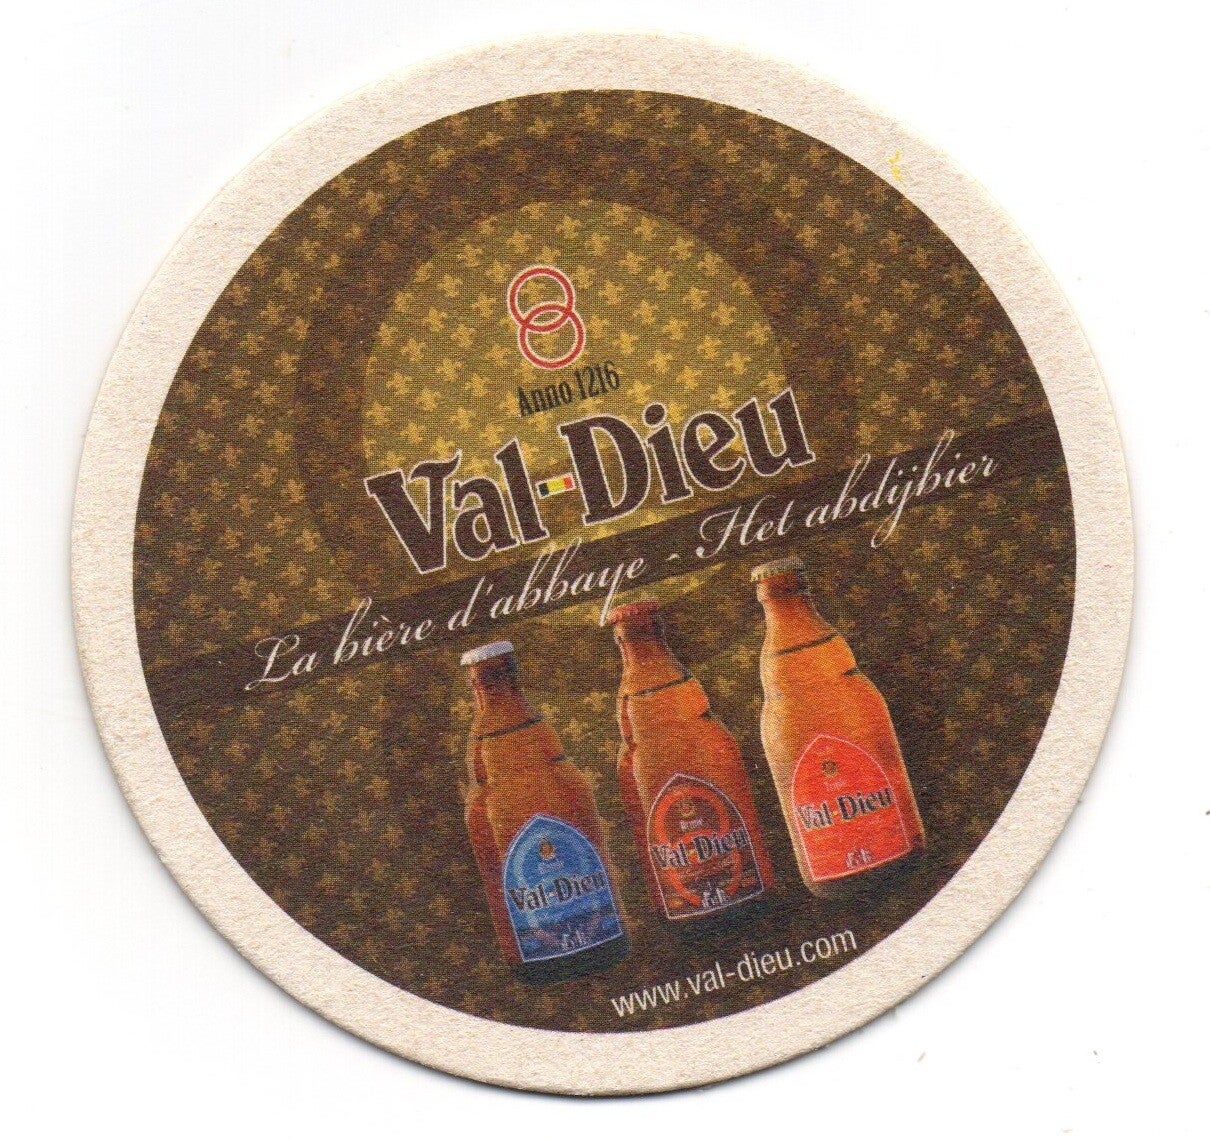 Anno 1216
Val-Dieu
La bière d'abbaye - Het abdijbier
Val-Dieu
Val-Dieu
Val-Dieu
www.val-dieu.com